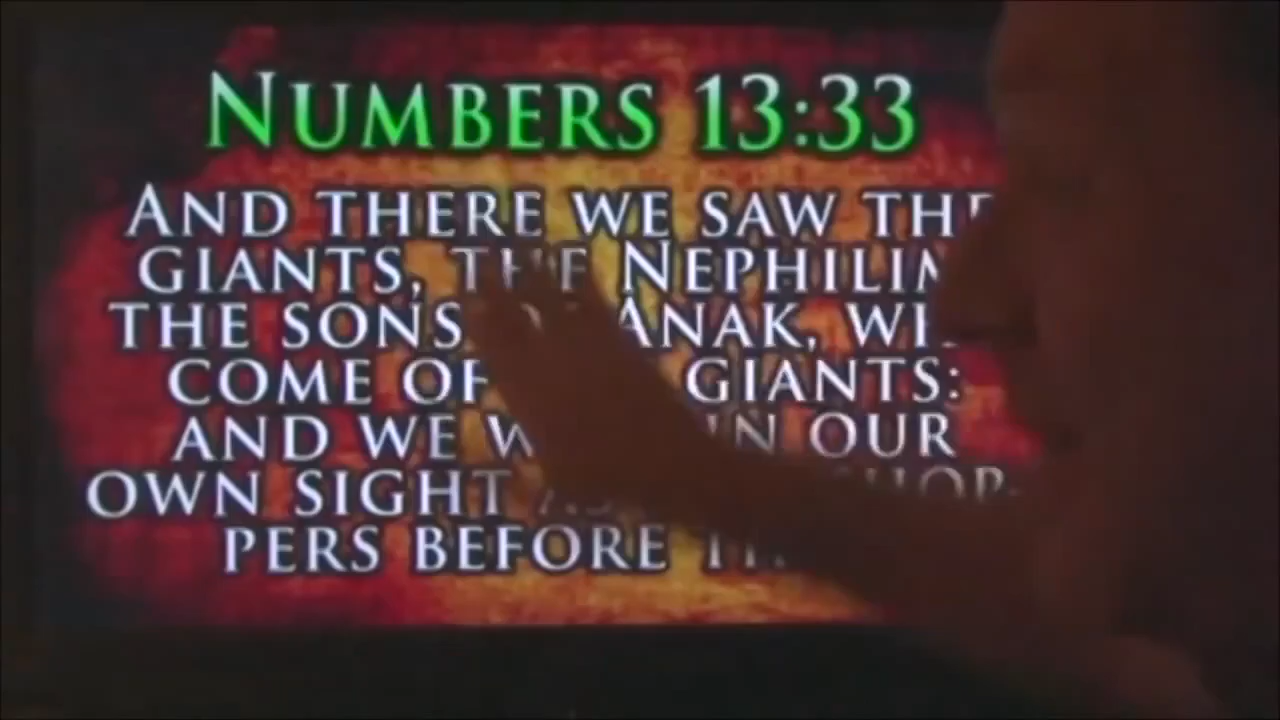 NUMBERS 13:33
AND THERE WE SAW THE
GIANTS, THE NEPHILIM
THE SONS ANAK,
COME OF GIANTS:
AND WE IN OUR
OWN SIGHT AS
PERS BEFORE